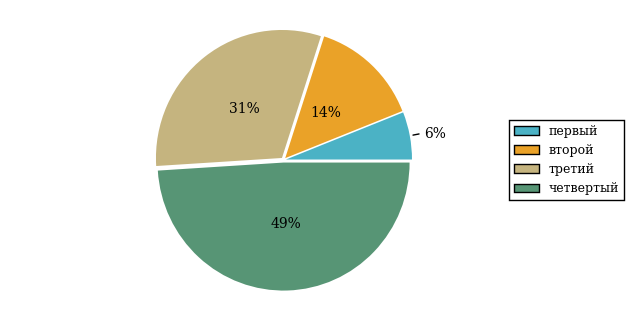 31%
14%
6%
49%
первый
второй
третий
четвертый